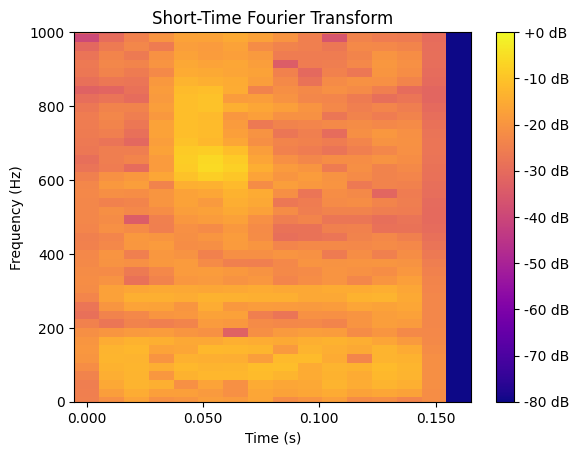 Short-Time Fourier Transform
1000
800
600
400
200
0
Frequency (Hz)
0.000
0.050
0.100
0.150
Time (s)
+0 dB
-10 dB
-20 dB
-30 dB
-40 dB
-50 dB
-60 dB
-70 dB
-80 dB